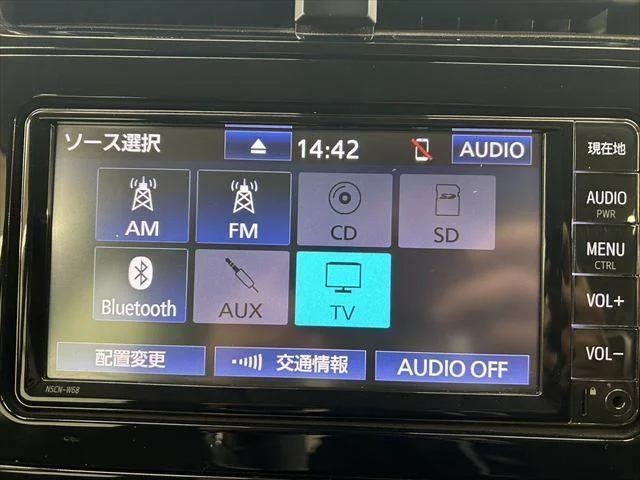 ソース選択
14:42
AUDIO
AM
FM
CD
SD
SD
Bluetooth
AUX
TV
配置変更
交通情報
AUDIO OFF
NSCN-W68
現在地
AUDIO
PWR
MENU
CTRL
VOL+
VOL−